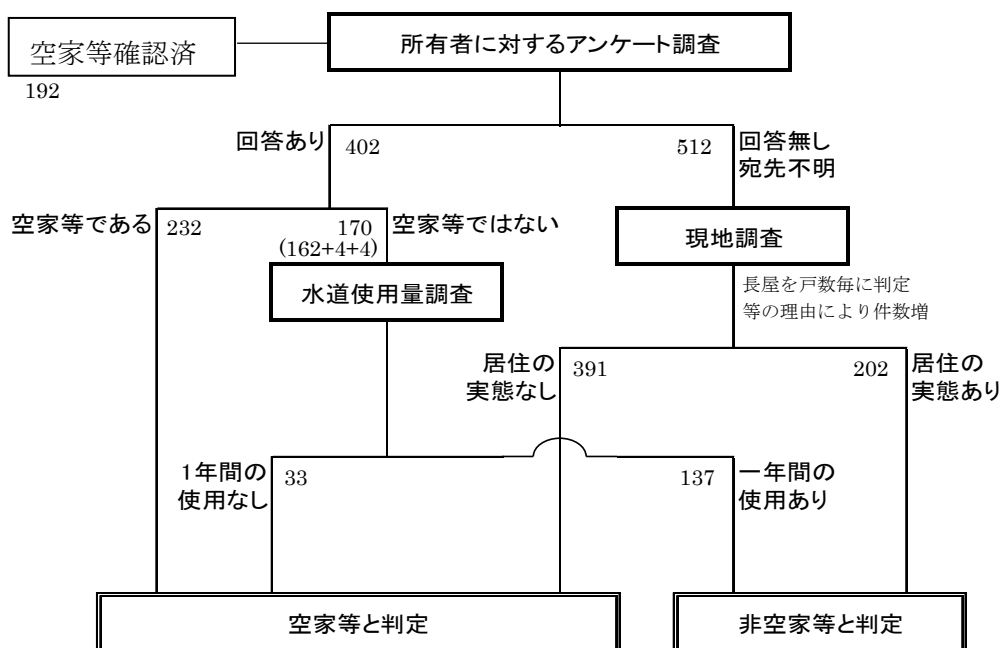 空家等確認済
192
所有者に対するアンケート調査
回答あり
402
512
回答無し
宛先不明
空家等である
232
170
(162+4+4)
空家等ではない
現地調査
水道使用量調査
長屋を戸数毎に判定
等の理由により件数増
居住の
実態なし
391
202
居住の
実態あり
1年間の
使用なし
33
137
一年間の
使用あり
空家等と判定
非空家等と判定